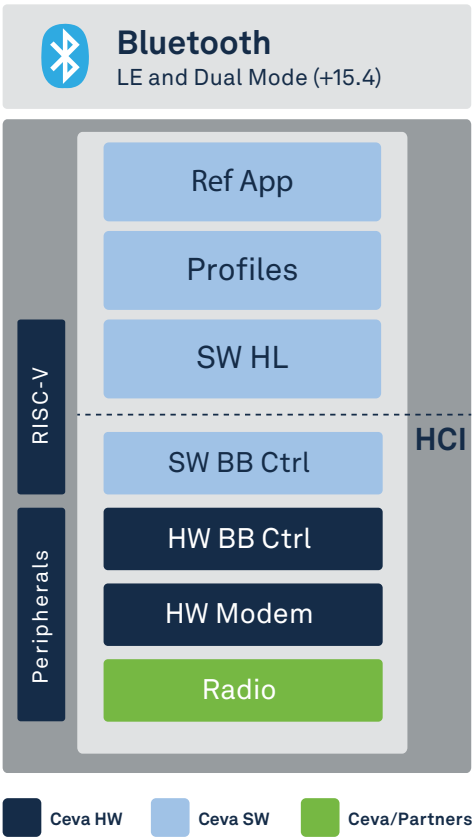 Bluetooth
LE and Dual Mode (+15.4)
Ref App
Profiles
SW HL
RISC-V
HCI
SW BB Ctrl
HW BB Ctrl
Peripherals
HW Modem
Radio
Ceva HW
Ceva SW
Ceva/Partners